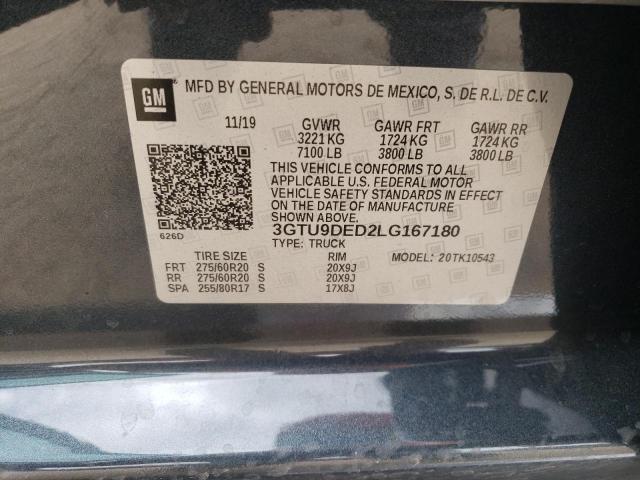 GM
MFD BY GENERAL MOTORS DE MEXICO, S. DE R.L. DE C.V.
11/19 GVWR GAWR FRT GAWR RR
3221 KG 1724 KG 1724 KG
7100 LB 3800 LB 3800 LB
THIS VEHICLE CONFORMS TO ALL
APPLICABLE U.S. FEDERAL MOTOR
VEHICLE SAFETY STANDARDS IN EFFECT
ON THE DATE OF MANUFACTURE
SHOWN ABOVE.
626D
3GTU9DED2LG167180
TYPE: TRUCK MODEL: 20TK10543
TIRE SIZE RIM
FRT 275/60R20 S 20X9J
RR 275/60R20 S 20X9J
SPA 255/80R17 S 17X8J